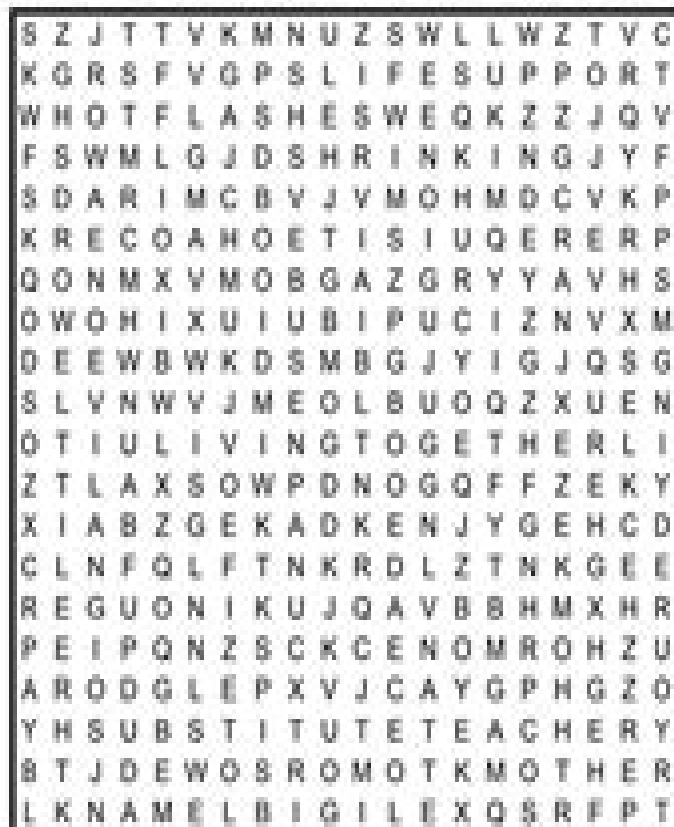 S Z J T T V K M N U Z S W L L W Z T V C
K G R S F V G P S L I F E S U P P O R T
W H O T F L A S H E S W E Q K Z Z J Q V
F S W M L G J D S H R I N K I N G J Y F
S D A R I M C B V J V M O H M D C V K P
K R E C O A H O E T I S I U Q E R E R P
Q O N M X V M O B G A Z G R Y Y A V H S
O W O H I X U I U B I P U C I Z N V X M
D E E W B W K D S M B G J Y I G J Q S G
S L V N W V J M E O L B U O Q Z X U E N
O T I U L I V I N G T O G E T H E R L I
Z T L A X S O W P D N O G Q F F Z E K Y
X I A B Z G E K A D K E N J Y G E H C D
C L N F Q L F T N K R D L Z T N K G E E
R E G U O N I K U J Q A V B B H M X H R
P E I P Q N Z S C K C E N O M R O H Z U
A R O D G L E P X V J C A Y G P H G Z O
Y H S U B S T I T U T E T E A C H E R Y
B T J D E W O S R O M O T K M O T H E R
L K N A M E L B I G I L E X Q S R F P T